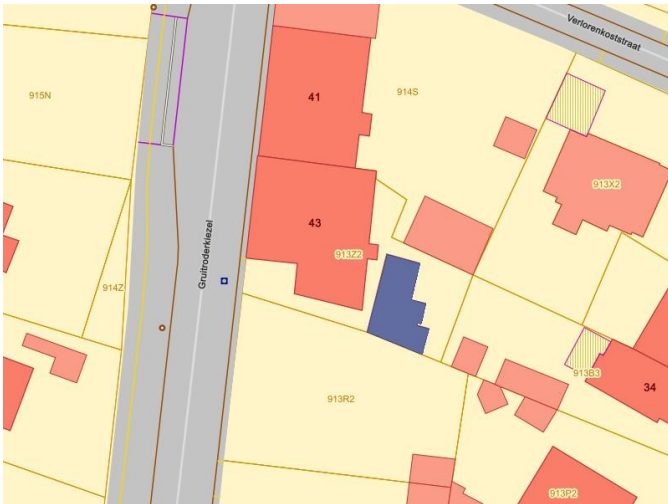 Verlorenkoststraat
915N
41
914S
913X2
43
913Z2
Gruitroderkiezel
914Z
913B3
34
913R2
913P2